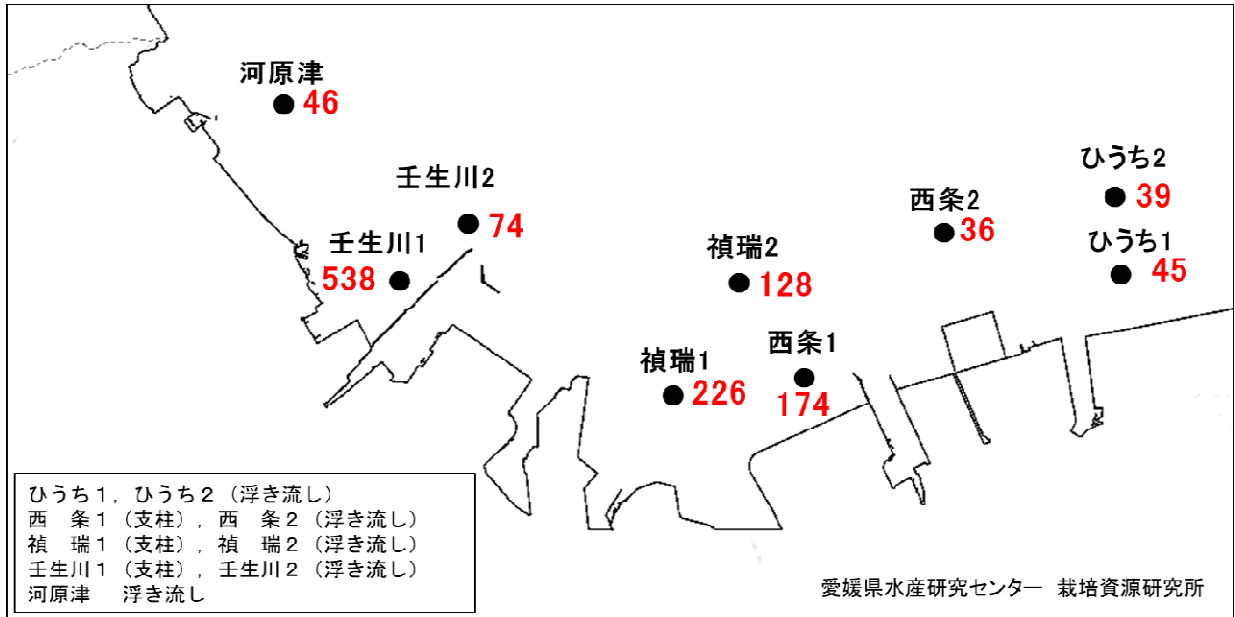 河原津
46
壬生川2
74
壬生川1
538
禎瑞2
128
禎瑞1
226
西条1
174
西条2
36
ひうち2
39
ひうち1
45
ひうち１，ひうち２（浮き流し）
西　条１（支柱），西　条２（浮き流し）
禎　瑞１（支柱），禎　瑞２（浮き流し）
壬生川１（支柱），壬生川２（浮き流し）
河原津　浮き流し
愛媛県水産研究センター　栽培資源研究所